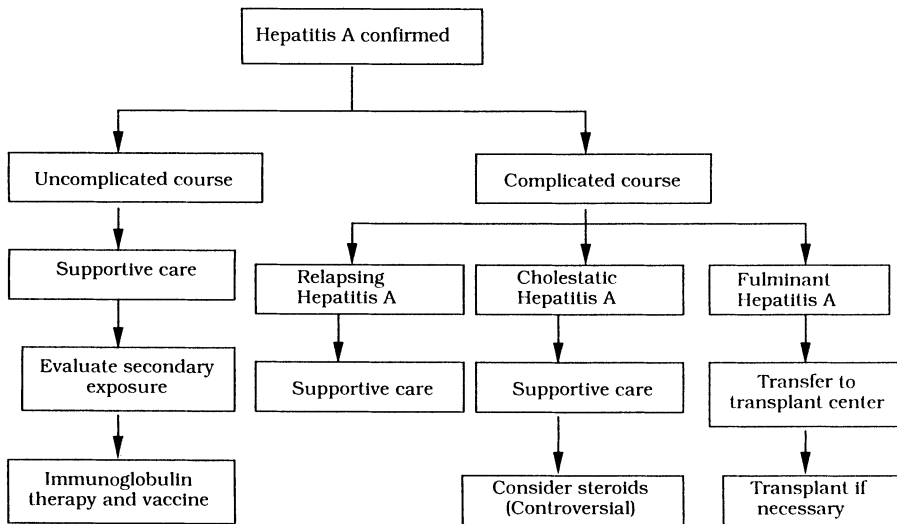 Hepatitis A confirmed
Uncomplicated course
Complicated course
Supportive care
Relapsing
Hepatitis A
Cholestatic
Hepatitis A
Fulminant
Hepatitis A
Evaluate secondary
exposure
Supportive care
Supportive care
Transfer to
transplant center
Immunoglobulin
therapy and vaccine
Consider steroids
(Controversial)
Transplant if
necessary